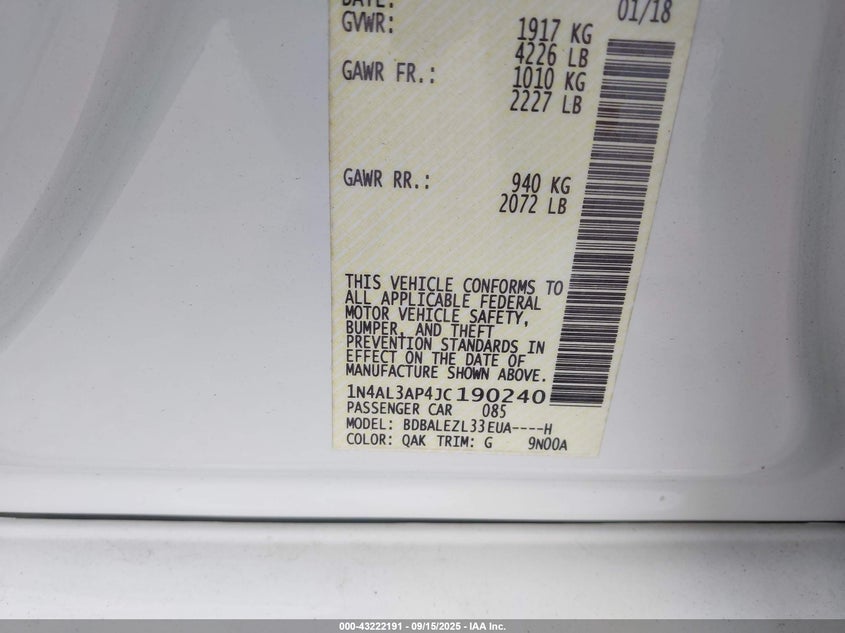 DATE: 01/18
GVWR: 1917 KG
4226 LB
GAWR FR.: 1010 KG
2227 LB
GAWR RR.: 940 KG
2072 LB
THIS VEHICLE CONFORMS TO
ALL APPLICABLE FEDERAL
MOTOR VEHICLE SAFETY,
BUMPER, AND THEFT
PREVENTION STANDARDS IN
EFFECT ON THE DATE OF
MANUFACTURE SHOWN ABOVE.
1N4AL3AP4JC190240
PASSENGER CAR 085
MODEL: BDBALEZL33EUA----H
COLOR: QAK TRIM: G 9N00A
000-43222191 - 09/15/2025 - IAA Inc.